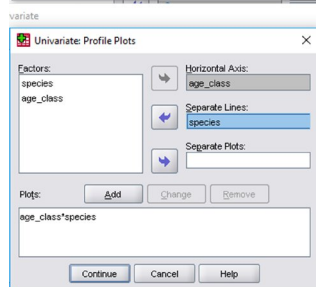 variate
Univariate: Profile Plots
Factors:
species
age_class
Horizontal Axis:
age_class
Separate Lines:
species
Separate Plots:
Plots:
Add
Change
Remove
age_class*species
Continue
Cancel
Help